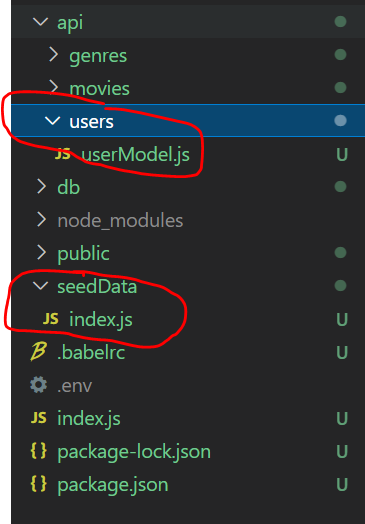 api
genres
movies
users
JS userModel.js U
db
node_modules
public
seedData
JS index.js U
.babelrc U
.env
JS index.js U
{} package-lock.json U
{} package.json U